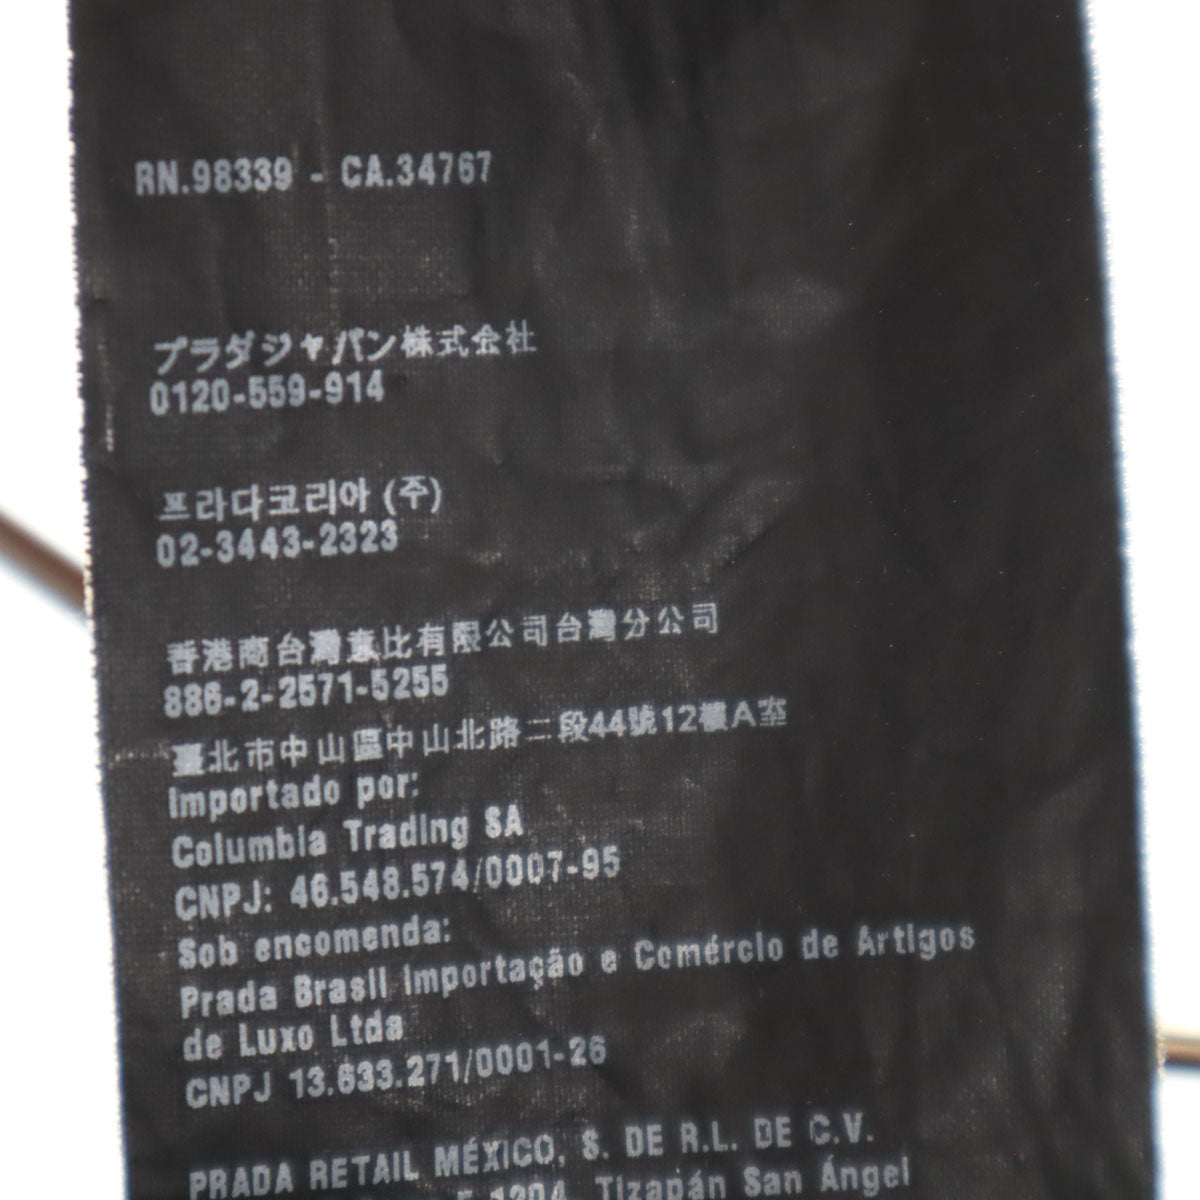 RN.98339 - CA.34767
プラダジャパン株式会社
0120-559-914
프라다코리아 (주)
02-3443-2323
香港商台灣意比有限公司台灣分公司
886-2-2571-5255
臺北市中山區中山北路二段44號12樓A室
Importado por:
Columbia Trading SA
CNPJ: 46.548.574/0007-95
Sob encomenda:
Prada Brasil Importação e Comércio de Artigos
de Luxo Ltda
CNPJ 13.633.271/0001-26
PRADA RETAIL MÉXICO, S. DE R.L. DE C.V.
1204, Tizapán San Ángel